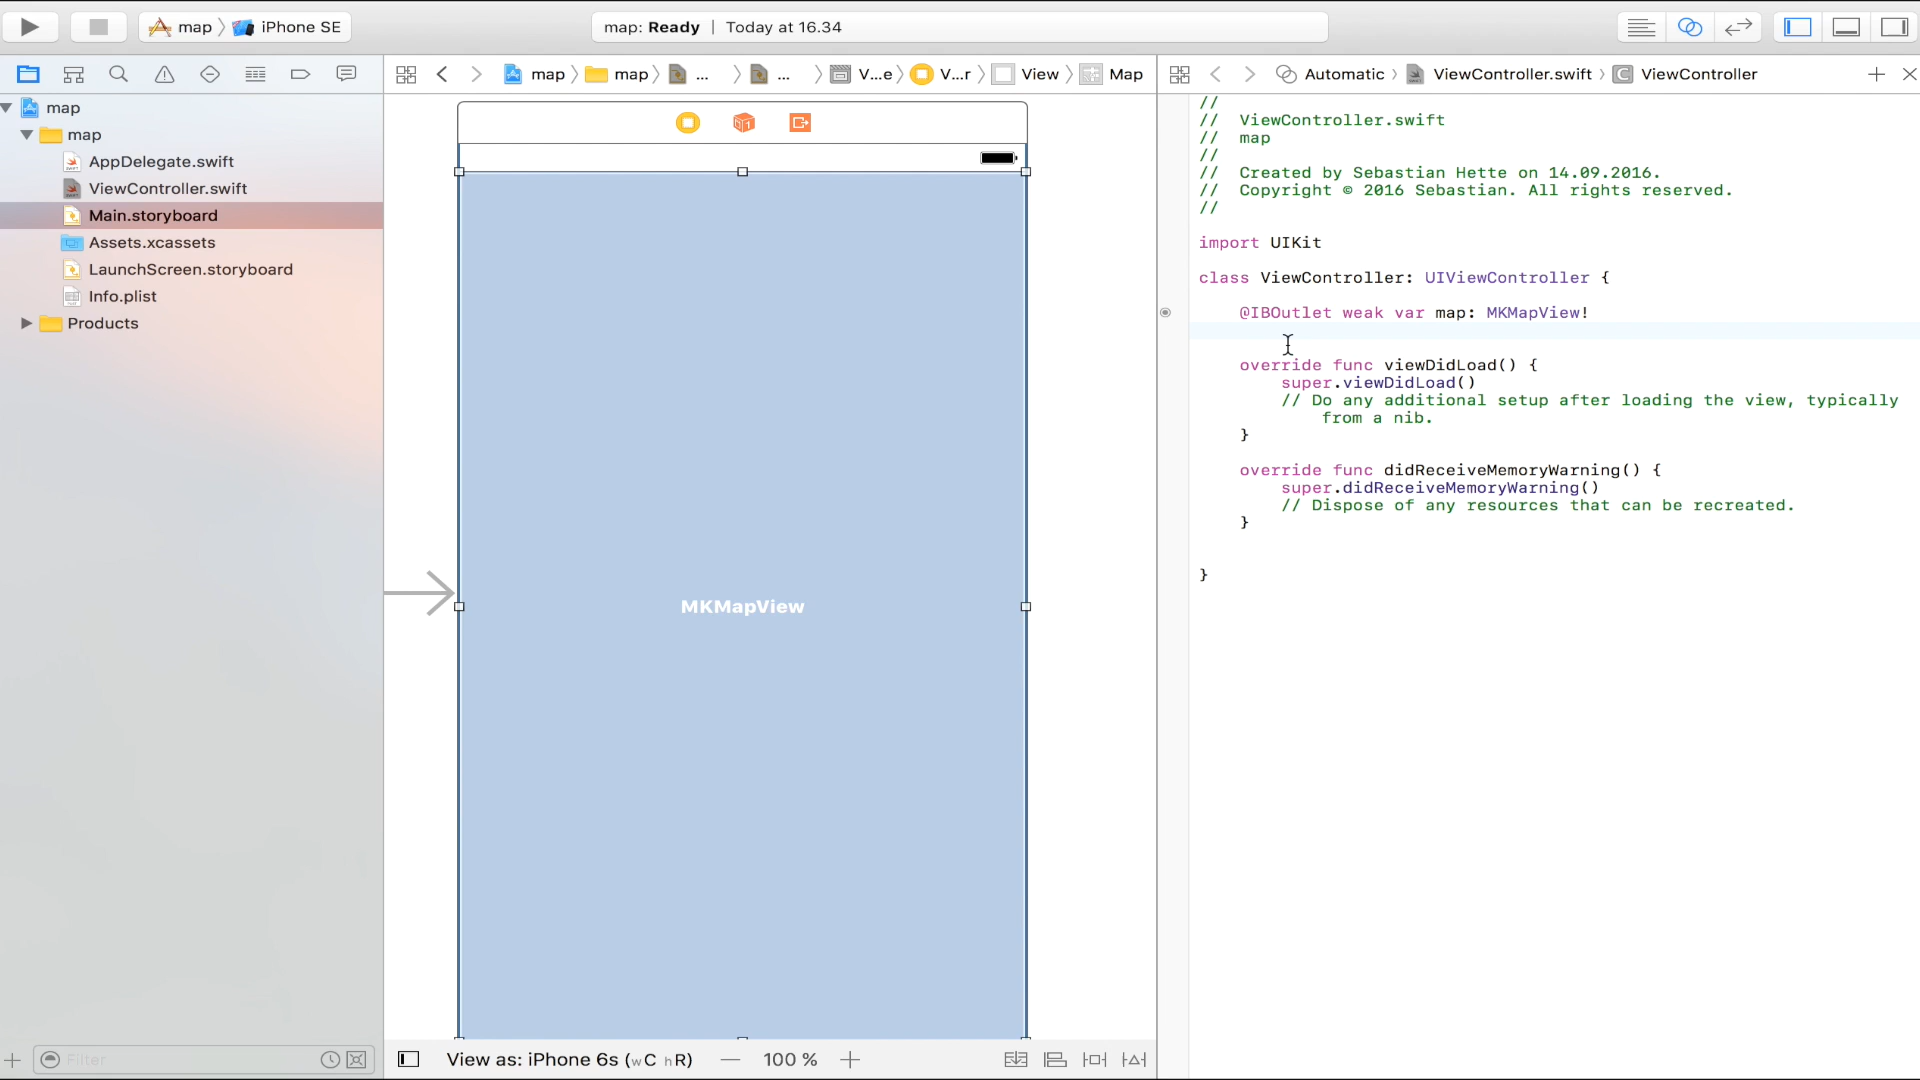 map iPhone SE
map: Ready | Today at 16.34
map map ... ... V...e V...r View Map
Automatic ViewController.swift ViewController
map
map
AppDelegate.swift
ViewController.swift
Main.storyboard
Assets.xcassets
LaunchScreen.storyboard
Info.plist
Products
Filter
MKMapView
View as: iPhone 6s (wC hR) — 100 % +
//
// ViewController.swift
// map
//
// Created by Sebastian Hette on 14.09.2016.
// Copyright © 2016 Sebastian. All rights reserved.
//
import UIKit
class ViewController: UIViewController {
@IBOutlet weak var map: MKMapView!
override func viewDidLoad() {
super.viewDidLoad()
// Do any additional setup after loading the view, typically
from a nib.
}
override func didReceiveMemoryWarning() {
super.didReceiveMemoryWarning()
// Dispose of any resources that can be recreated.
}
}